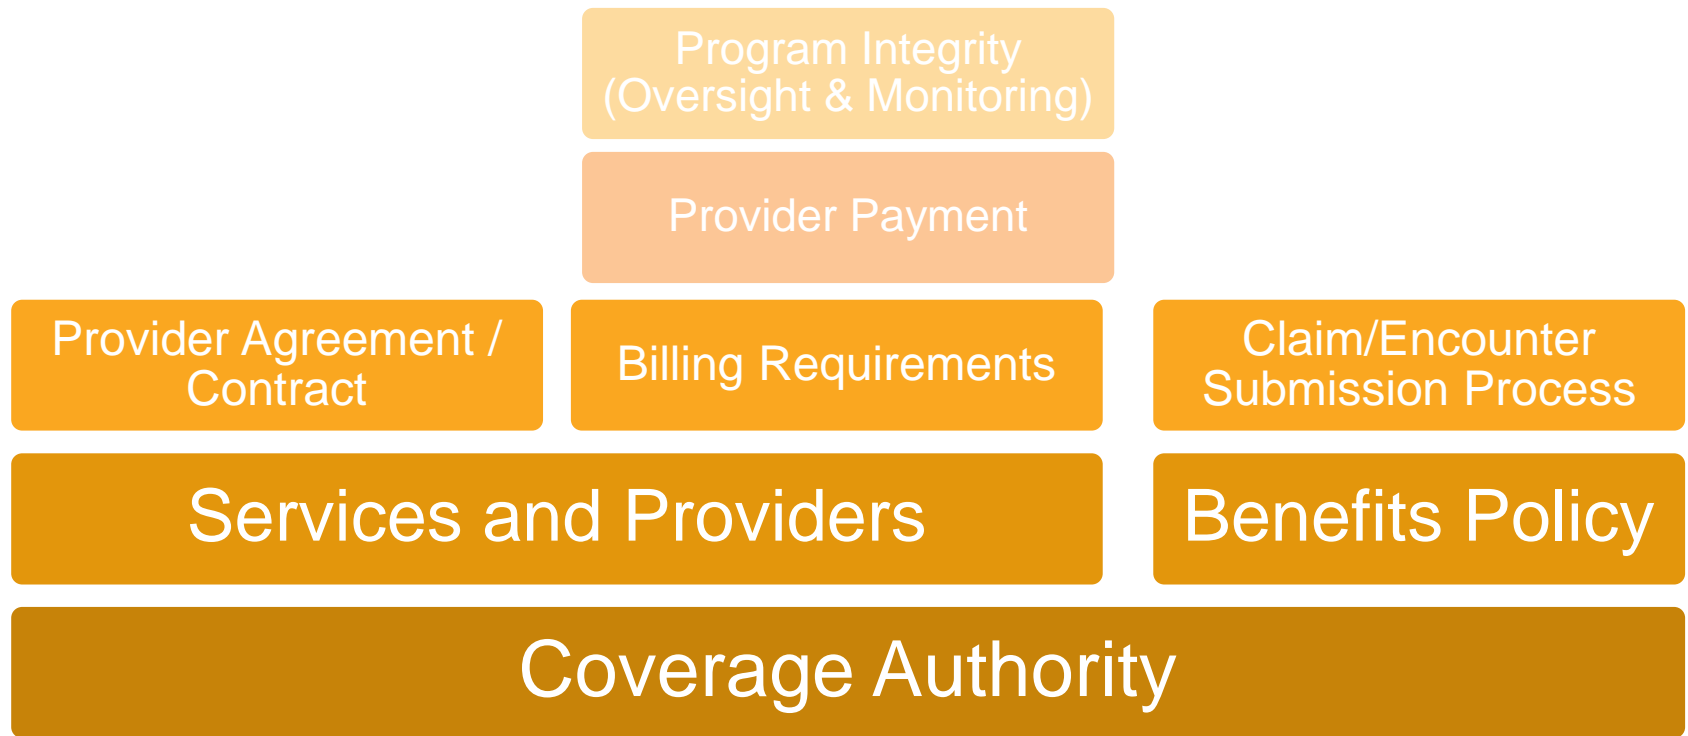 Program Integrity
(Oversight & Monitoring)
Provider Payment
Provider Agreement /
Contract
Billing Requirements
Claim/Encounter
Submission Process
Services and Providers
Benefits Policy
Coverage Authority